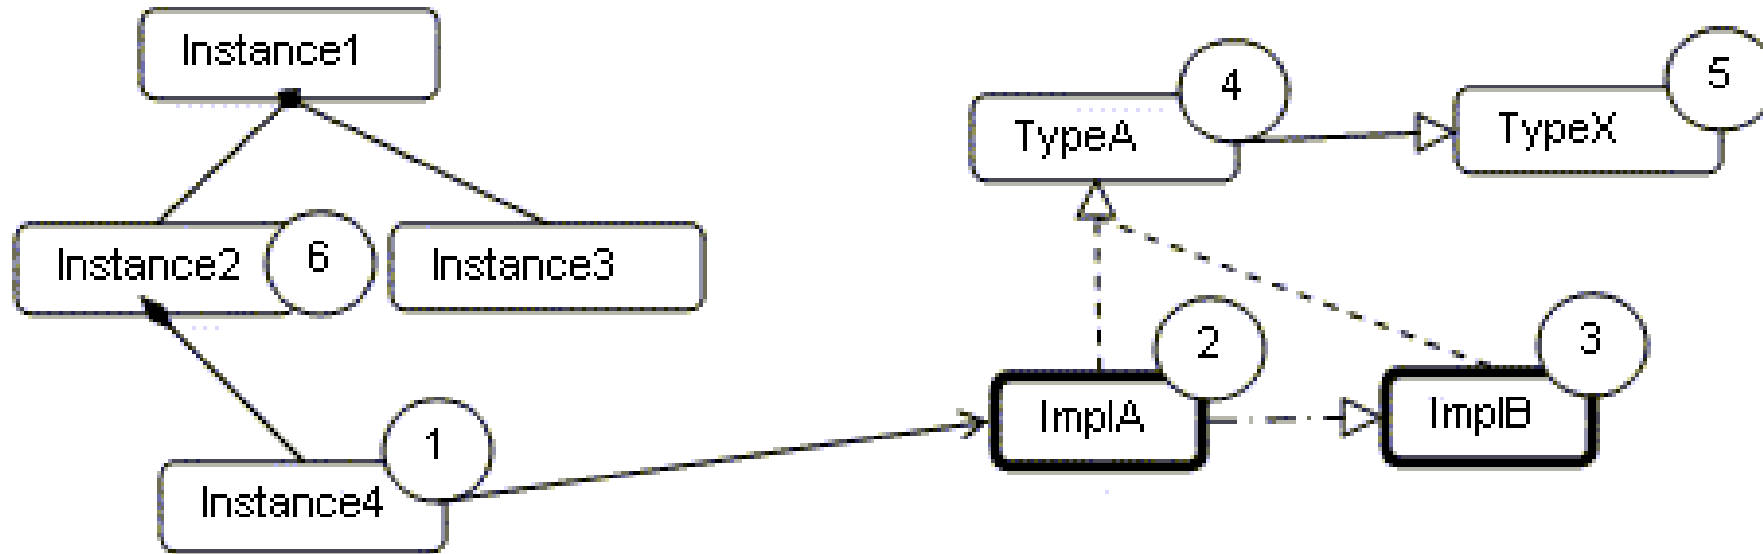 Instance1
4
5
TypeA
TypeX
Instance2
6
Instance3
2
3
ImplA
ImplB
1
Instance4